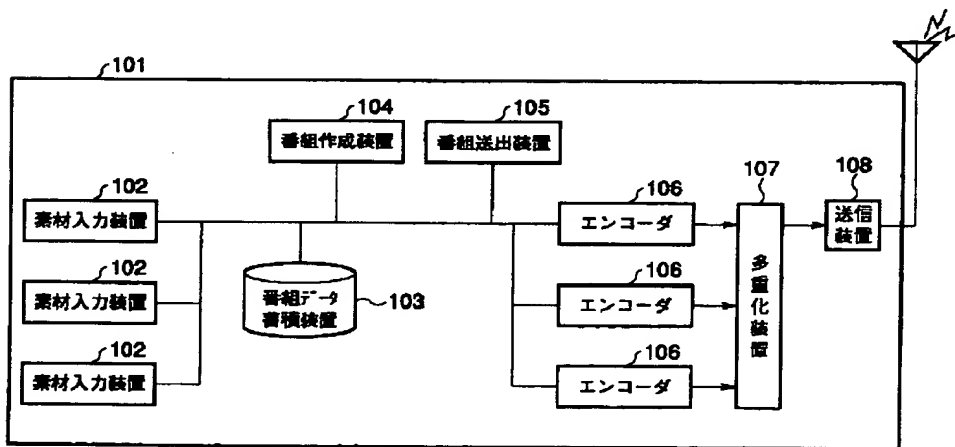 101
104
番組作成装置
105
番組送出装置
102
素材入力装置
102
素材入力装置
102
素材入力装置
番組データ
蓄積装置
103
106
エンコーダ
106
エンコーダ
106
エンコーダ
107
多重化装置
108
送信
装置